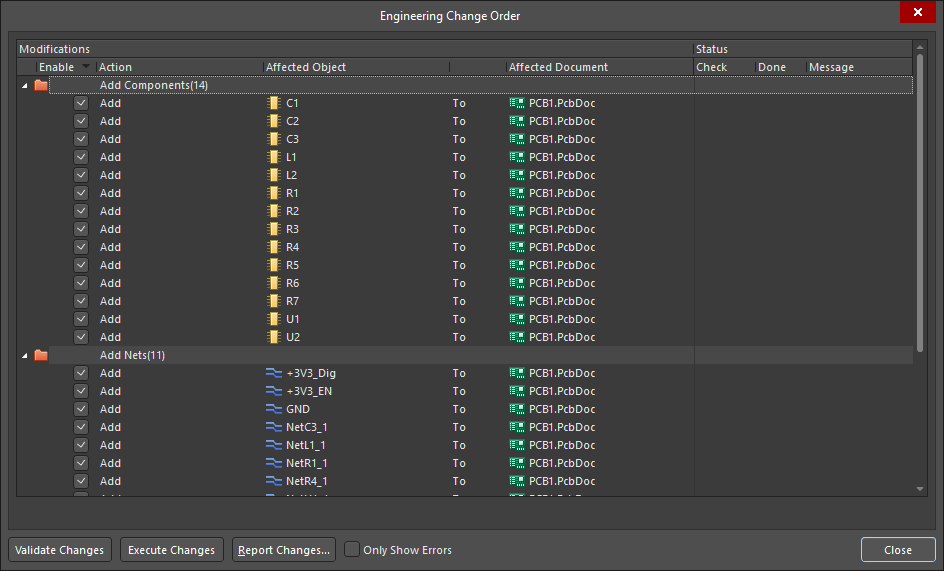 Engineering Change Order
Modifications Status
Enable Action Affected Object Affected Document Check Done Message
Add Components(14)
Add C1 To PCB1.PcbDoc
Add C2 To PCB1.PcbDoc
Add C3 To PCB1.PcbDoc
Add L1 To PCB1.PcbDoc
Add L2 To PCB1.PcbDoc
Add R1 To PCB1.PcbDoc
Add R2 To PCB1.PcbDoc
Add R3 To PCB1.PcbDoc
Add R4 To PCB1.PcbDoc
Add R5 To PCB1.PcbDoc
Add R6 To PCB1.PcbDoc
Add R7 To PCB1.PcbDoc
Add U1 To PCB1.PcbDoc
Add U2 To PCB1.PcbDoc
Add Nets(11)
Add +3V3_Dig To PCB1.PcbDoc
Add +3V3_EN To PCB1.PcbDoc
Add GND To PCB1.PcbDoc
Add NetC3_1 To PCB1.PcbDoc
Add NetL1_1 To PCB1.PcbDoc
Add NetR1_1 To PCB1.PcbDoc
Add NetR4_1 To PCB1.PcbDoc
Validate Changes Execute Changes Report Changes... Only Show Errors Close